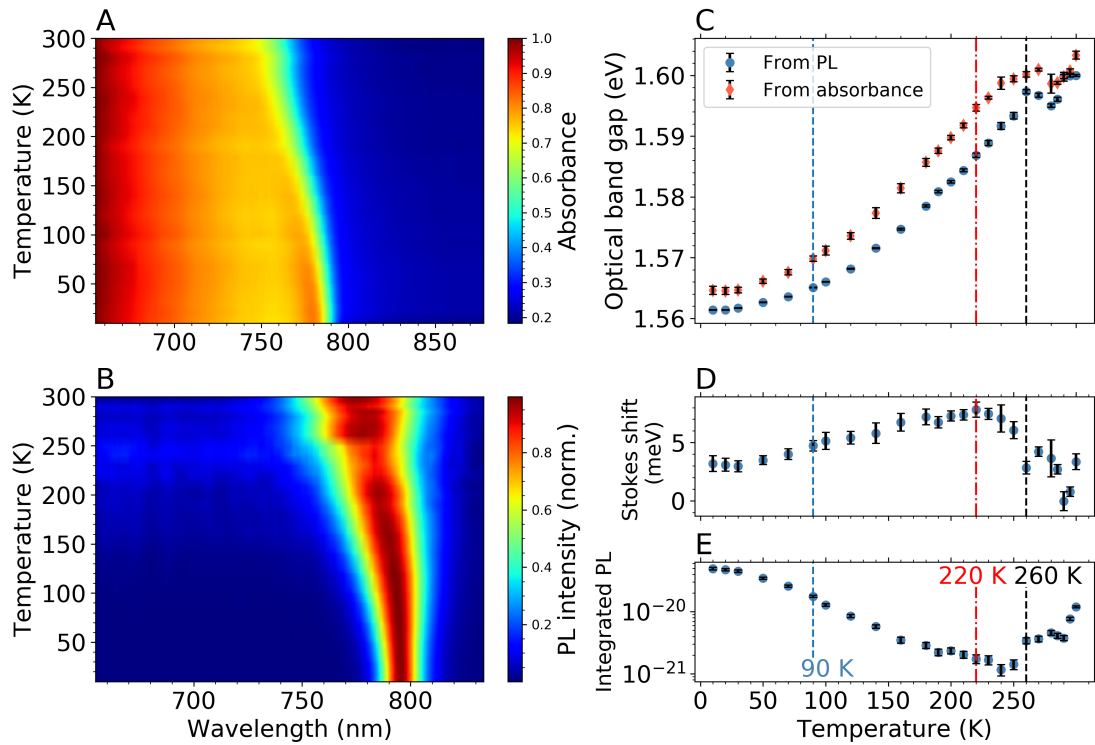 A
300
250
200
150
100
50
Temperature (K)
700
750
800
850
1.0
0.9
0.8
0.7
0.6
0.5
0.4
0.3
0.2
Absorbance
B
300
250
200
150
100
50
Temperature (K)
700
750
800
Wavelength (nm)
0.8
0.6
0.4
0.2
PL intensity (norm.)
C
From PL
From absorbance
1.60
1.59
1.58
1.57
1.56
Optical band gap (eV)
D
5
0
Stokes shift
(meV)
E
220 K
260 K
90 K
10⁻²⁰
10⁻²¹
Integrated PL
0
50
100
150
200
250
300
Temperature (K)